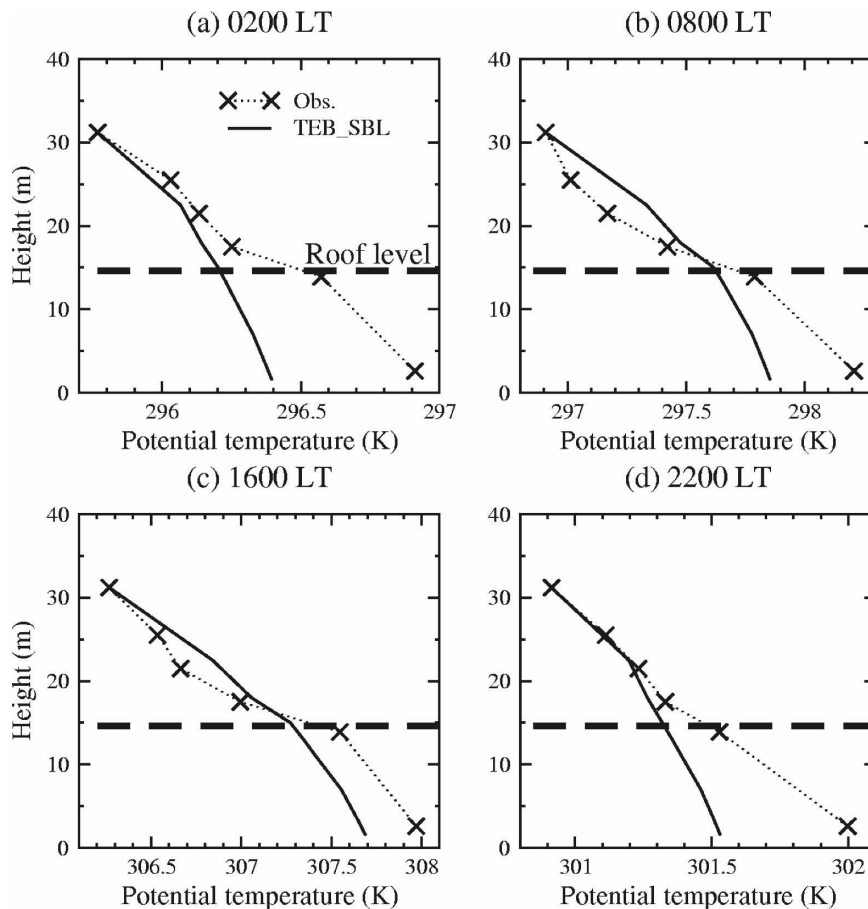 (a) 0200 LT
(b) 0800 LT
40
30
20
10
0
Height (m)
Obs.
TEB_SBL
Roof level
296
296.5
297
Potential temperature (K)
40
30
20
10
0
297
297.5
298
Potential temperature (K)
(c) 1600 LT
(d) 2200 LT
40
30
20
10
0
Height (m)
306.5
307
307.5
308
Potential temperature (K)
40
30
20
10
0
301
301.5
302
Potential temperature (K)